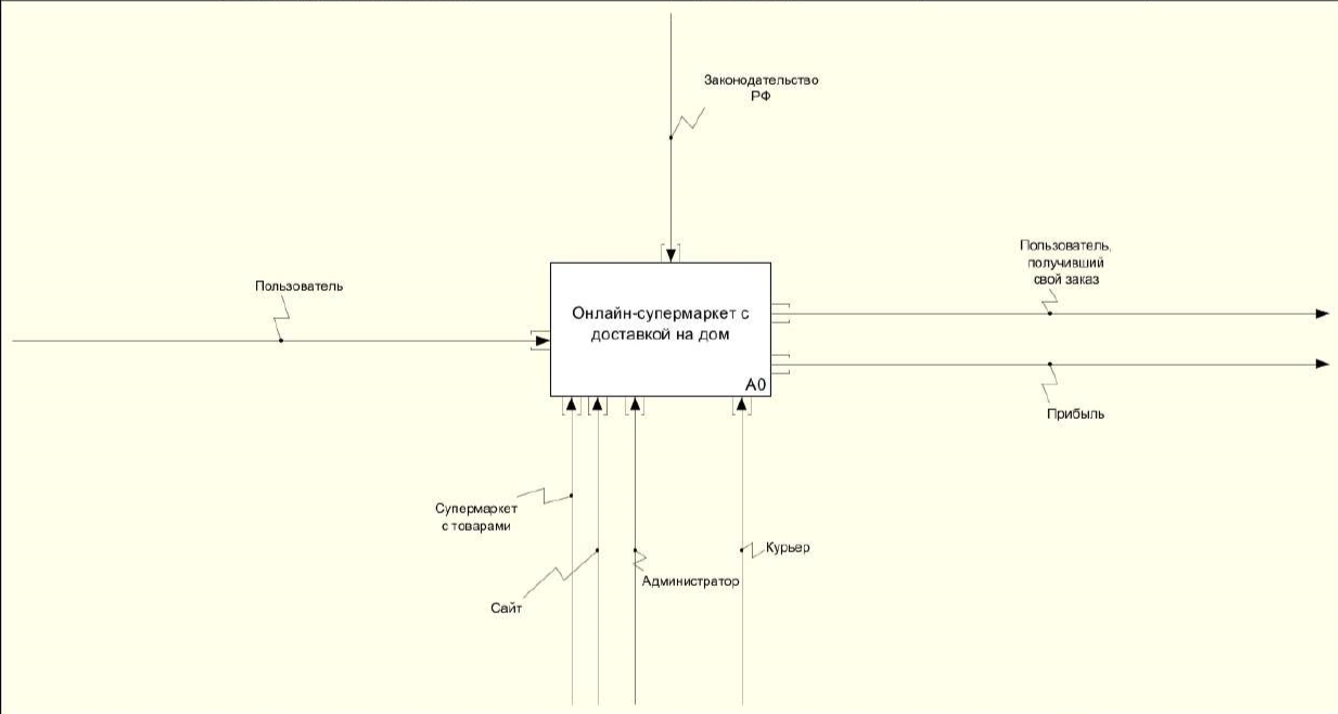 Законодательство
РФ
Пользователь,
получивший
свой заказ
Пользователь
Онлайн-супермаркет с
доставкой на дом
A0
Прибыль
Супермаркет
с товарами
Курьер
Администратор
Сайт